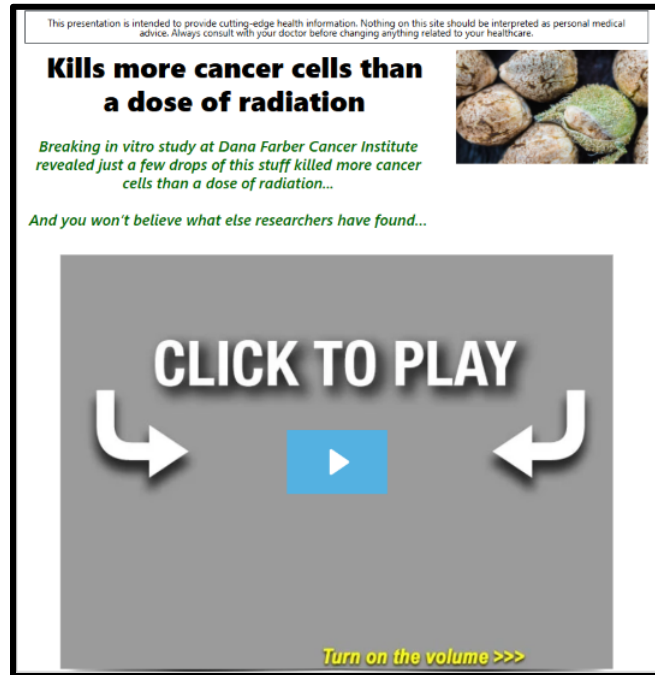 This presentation is intended to provide cutting-edge health information. Nothing on this site should be interpreted as personal medical
advice. Always consult with your doctor before changing anything related to your healthcare.
Kills more cancer cells than
a dose of radiation
Breaking in vitro study at Dana Farber Cancer Institute
revealed just a few drops of this stuff killed more cancer
cells than a dose of radiation...
And you won't believe what else researchers have found...
CLICK TO PLAY
Turn on the volume >>>